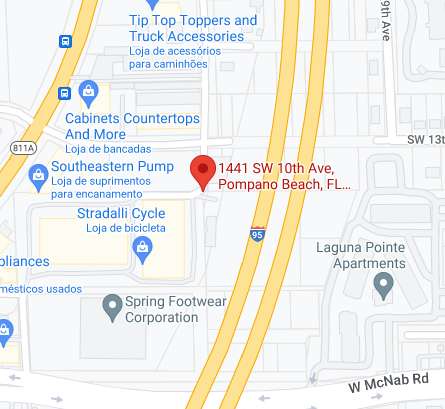 Tip Top Toppers and
Truck Accessories
Loja de acessórios
para caminhões
9th Ave
Cabinets Countertops
And More
Loja de bancadas
811A
SW 13t
Southeastern Pump
Loja de suprimentos
para encanamento
1441 SW 10th Ave,
Pompano Beach, FL...
Stradalli Cycle
Loja de bicicleta
95
Laguna Pointe
Apartments
pliances
mésticos usados
Spring Footwear
Corporation
W McNab Rd